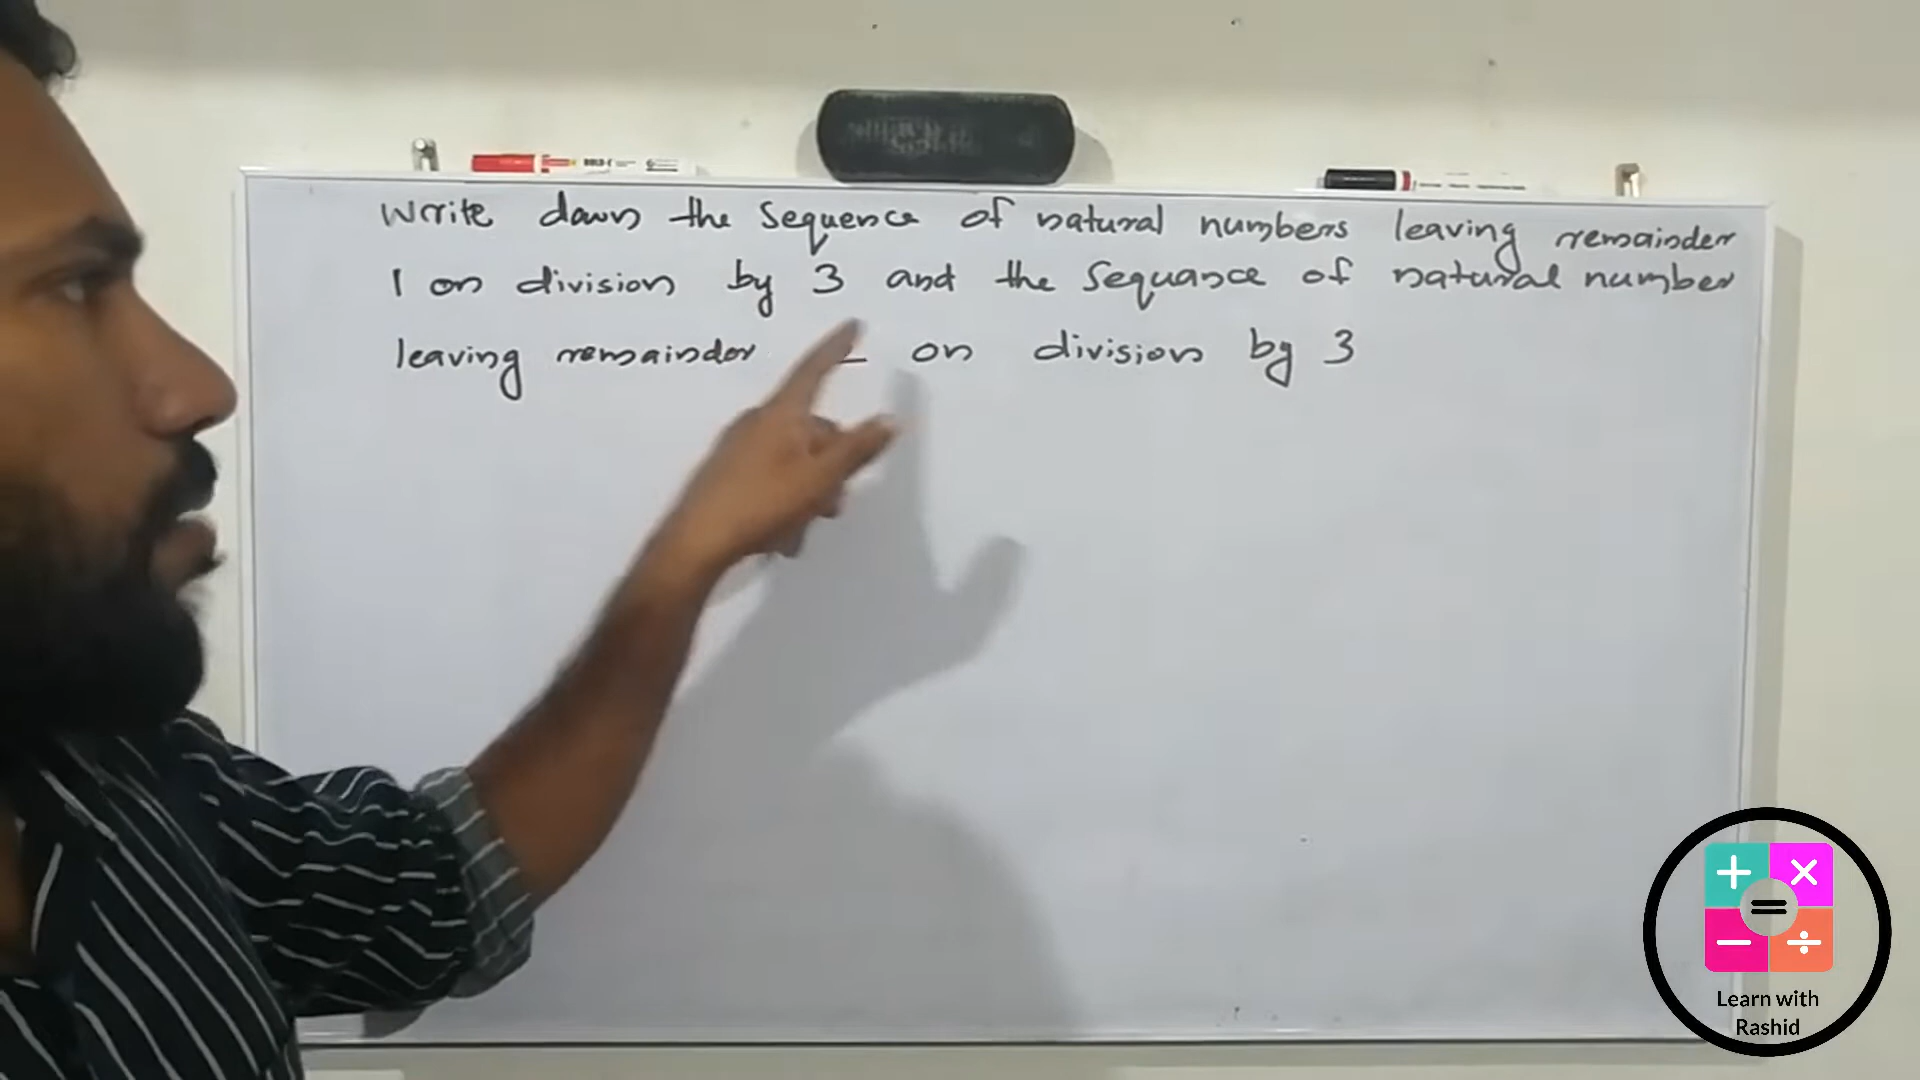 Write down the sequence of natural numbers leaving remainder
1 on division by 3 and the sequance of natural number
leaving remainder on division by 3
Learn with
Rashid